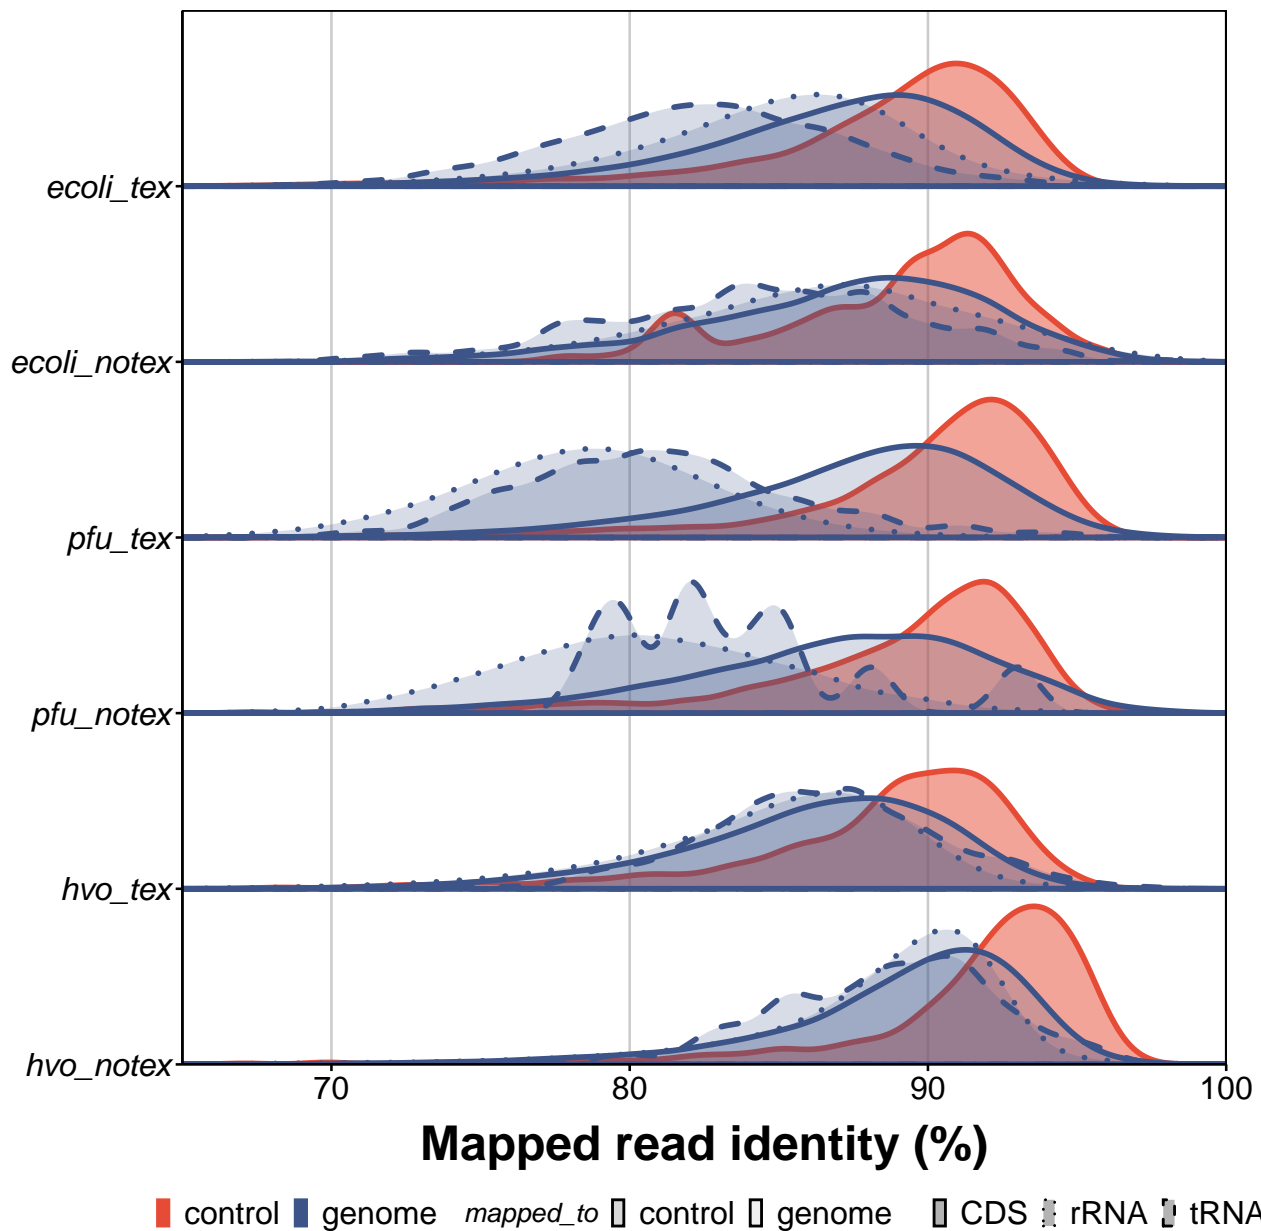 ecoli_tex
ecoli_notex
pfu_tex
pfu_notex
hvo_tex
hvo_notex
70 80 90 100
Mapped read identity (%)
control genome mapped_to control genome CDS rRNA tRNA